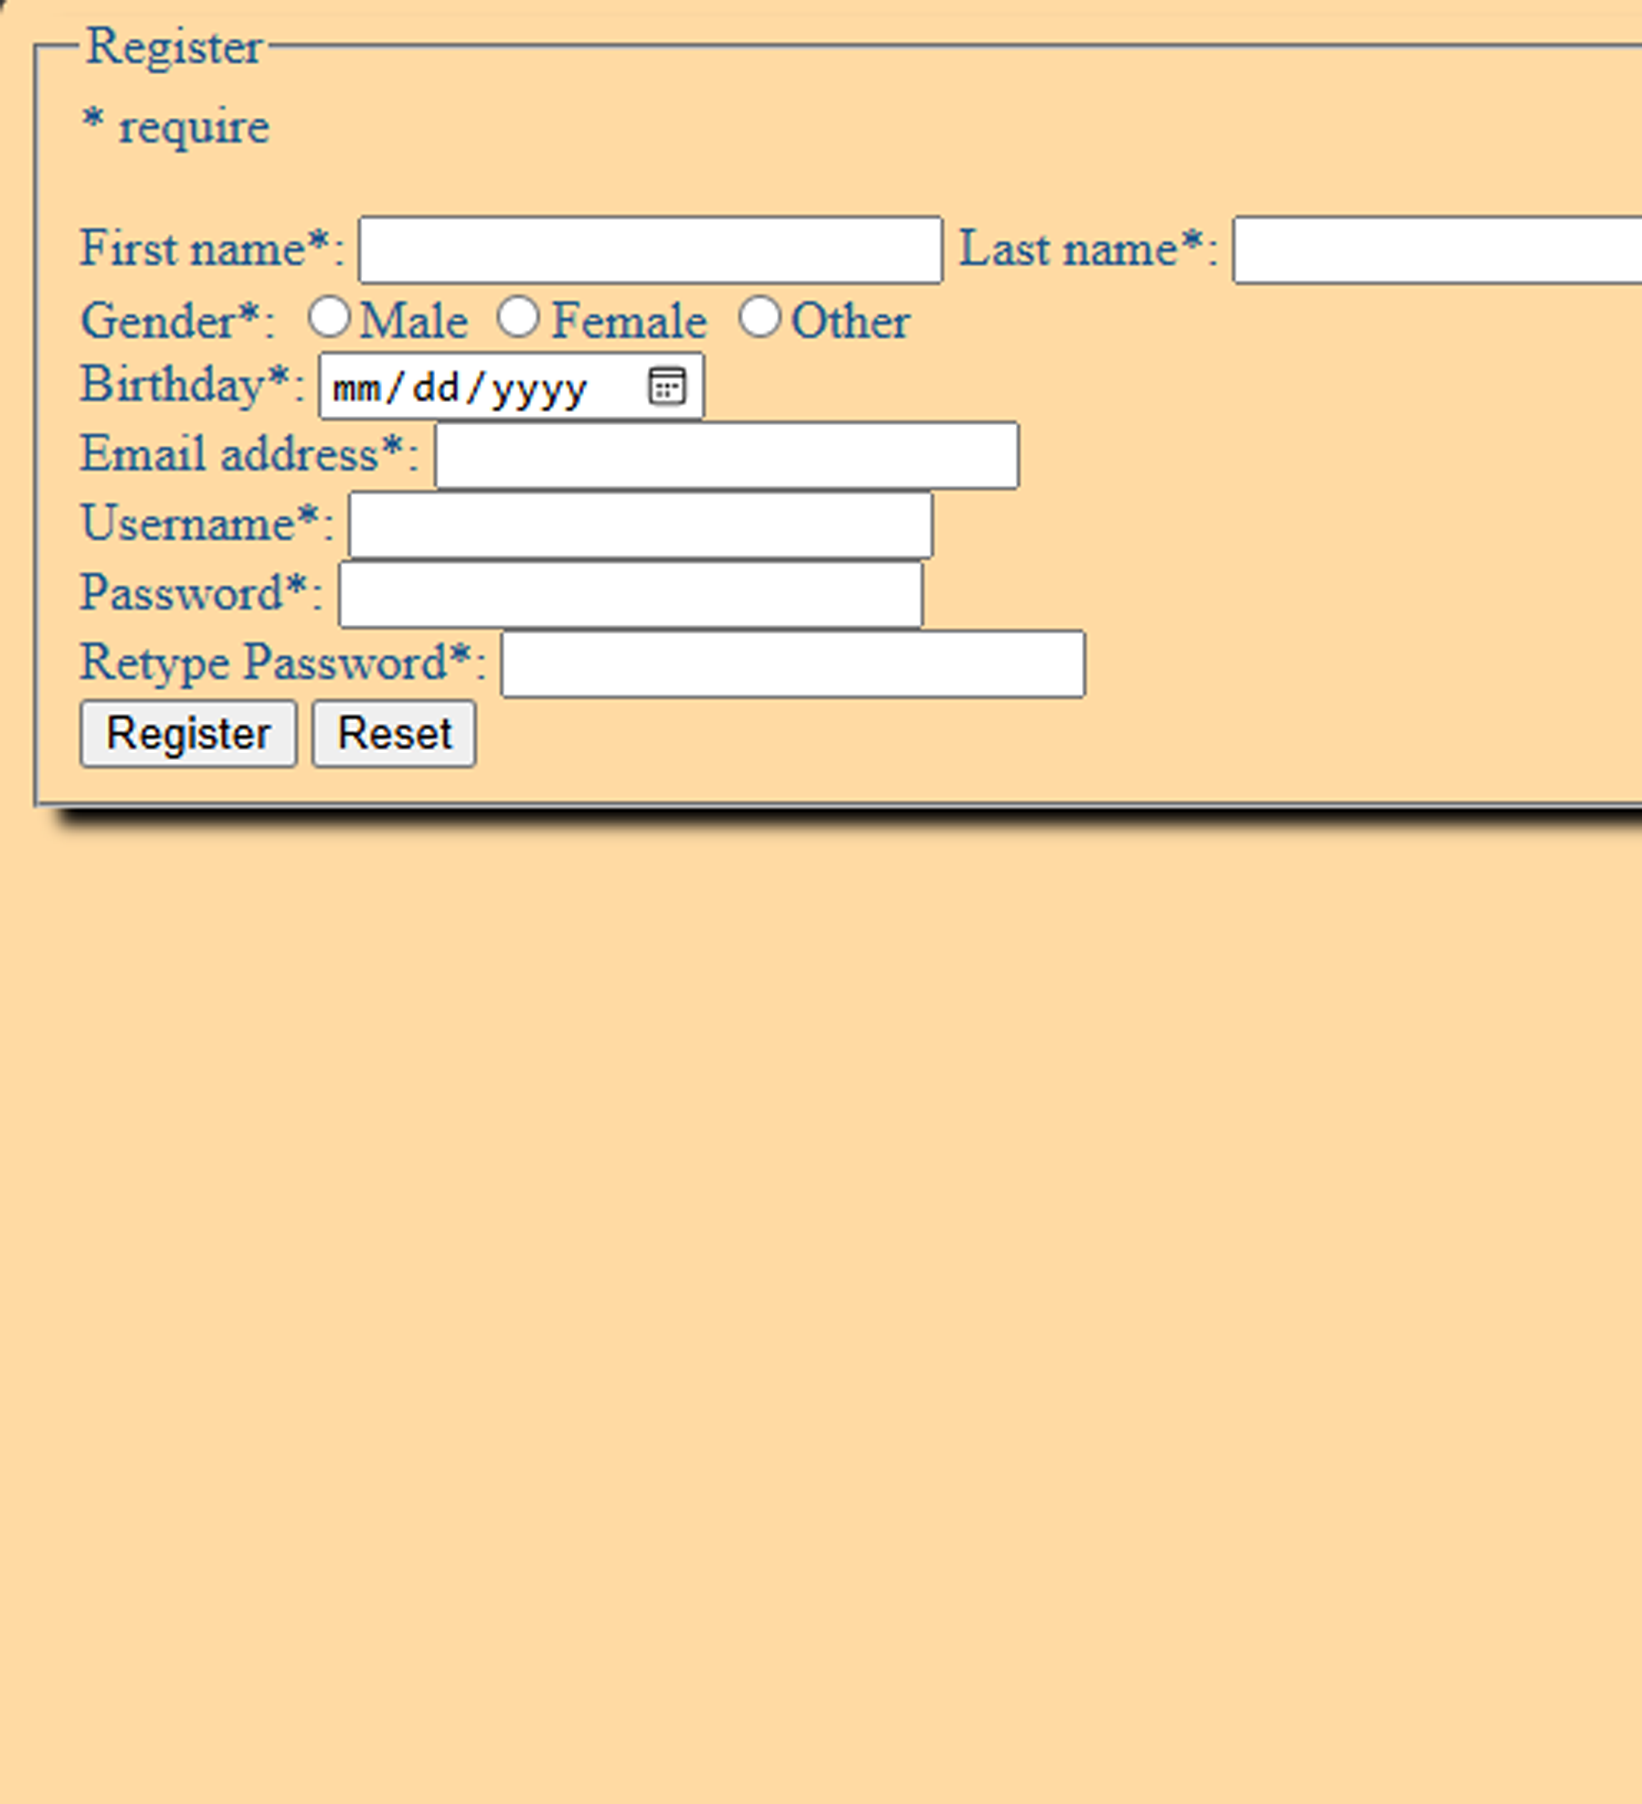 Register
* require
First name*: Last name*:
Gender*: Male Female Other
Birthday*: mm/dd/yyyy
Email address*:
Username*:
Password*:
Retype Password*:
Register Reset